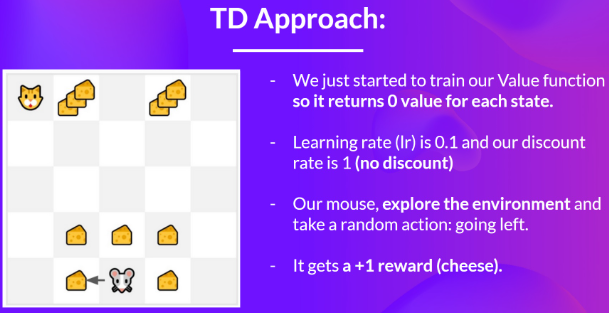 TD Approach:
- We just started to train our Value function
so it returns 0 value for each state.
- Learning rate (lr) is 0.1 and our discount
rate is 1 (no discount)
- Our mouse, explore the environment and
take a random action: going left.
- It gets a +1 reward (cheese).